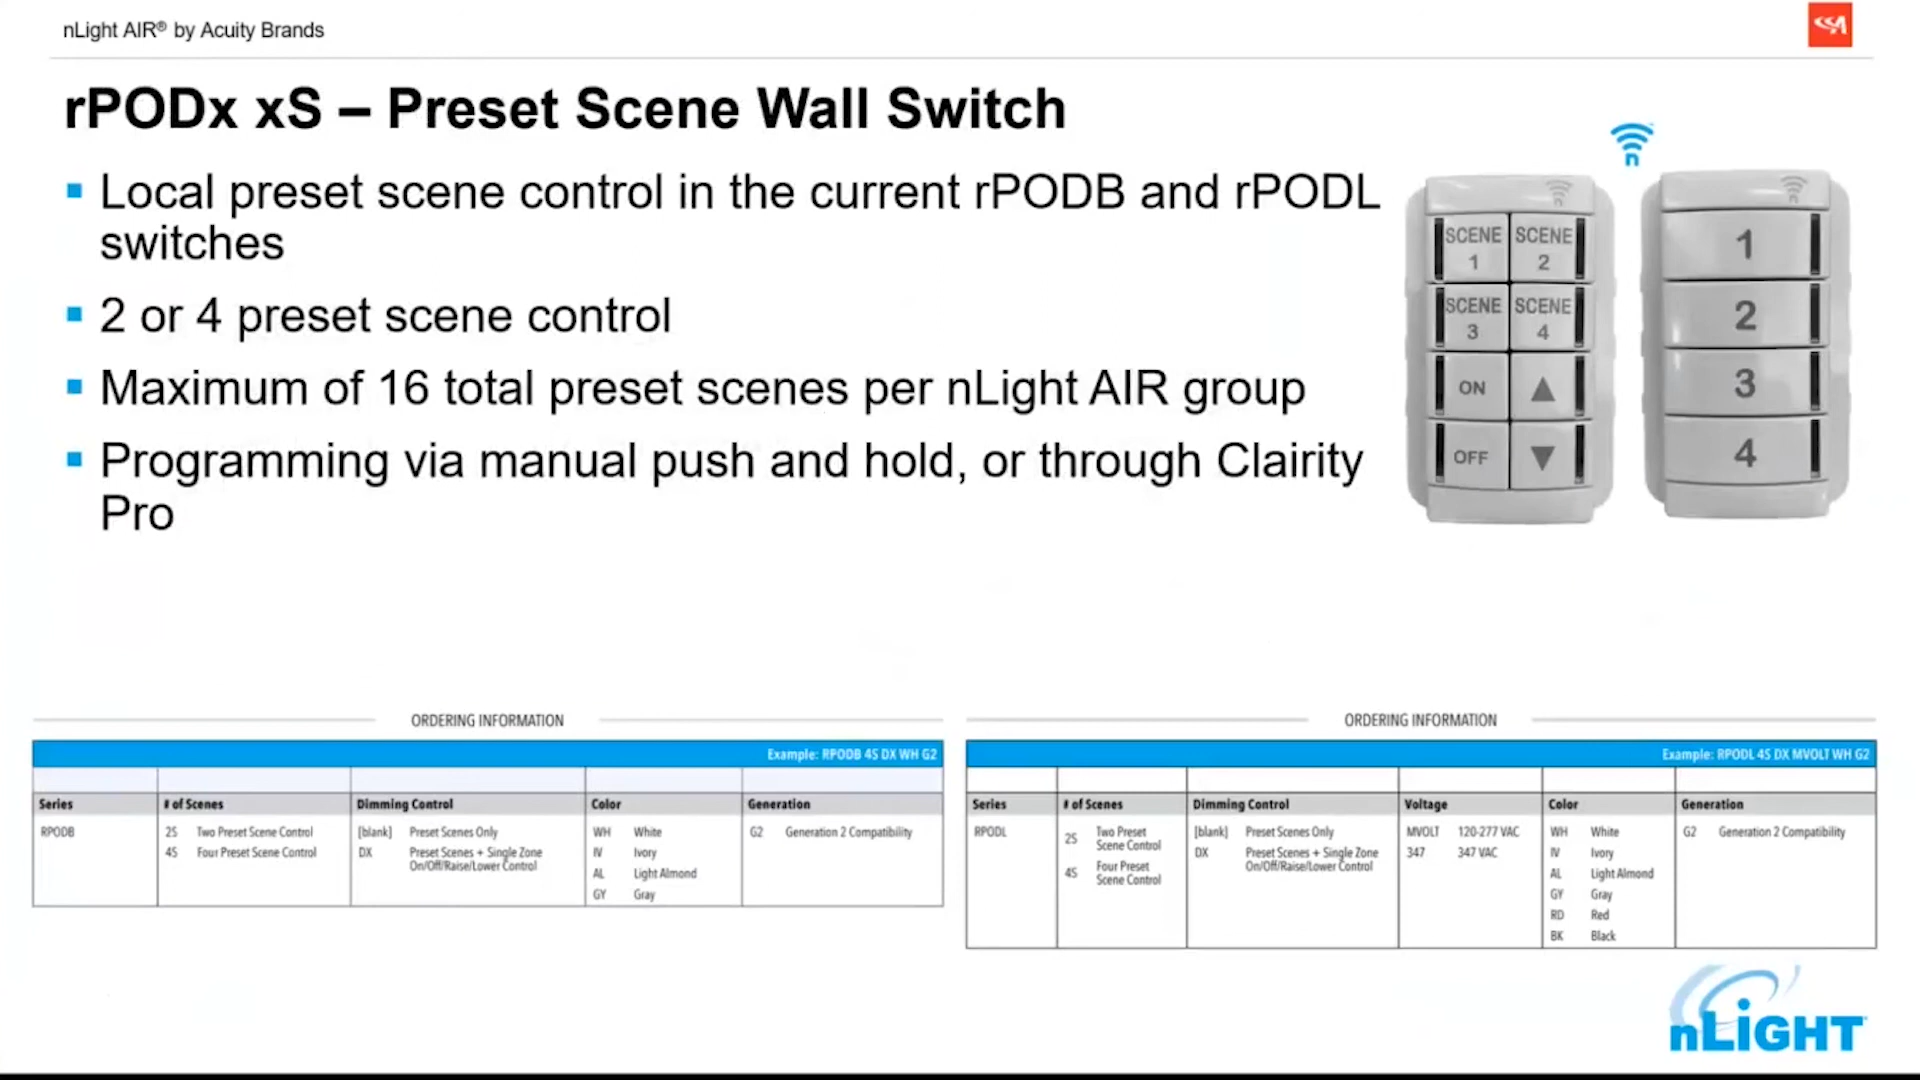 nLight AIR® by Acuity Brands
rPODx xS – Preset Scene Wall Switch
Local preset scene control in the current rPODB and rPODL
switches
2 or 4 preset scene control
Maximum of 16 total preset scenes per nLight AIR group
Programming via manual push and hold, or through Clairity
Pro
n
SCENE 1 SCENE 2
SCENE 3 SCENE 4
ON
OFF
1
2
3
4
ORDERING INFORMATION
Example: RPODB 4S DX WH G2
Series # of Scenes Dimming Control Color Generation
RPODB 2S Two Preset Scene Control [blank] Preset Scenes Only WH White G2 Generation 2 Compatibility
4S Four Preset Scene Control DX Preset Scenes + Single Zone IV Ivory
On/Off/Raise/Lower Control
AL Light Almond
GY Gray
ORDERING INFORMATION
Example: RPODL 4S DX MVOLT WH G2
Series # of Scenes Dimming Control Voltage Color Generation
RPODL 2S Two Preset [blank] Preset Scenes Only MVOLT 120-277 VAC WH White G2 Generation 2 Compatibility
Scene Control DX Preset Scenes + Single Zone 347 347 VAC IV Ivory
4S Four Preset On/Off/Raise/Lower Control AL Light Almond
Scene Control GY Gray
RD Red
BK Black
nLiGHT